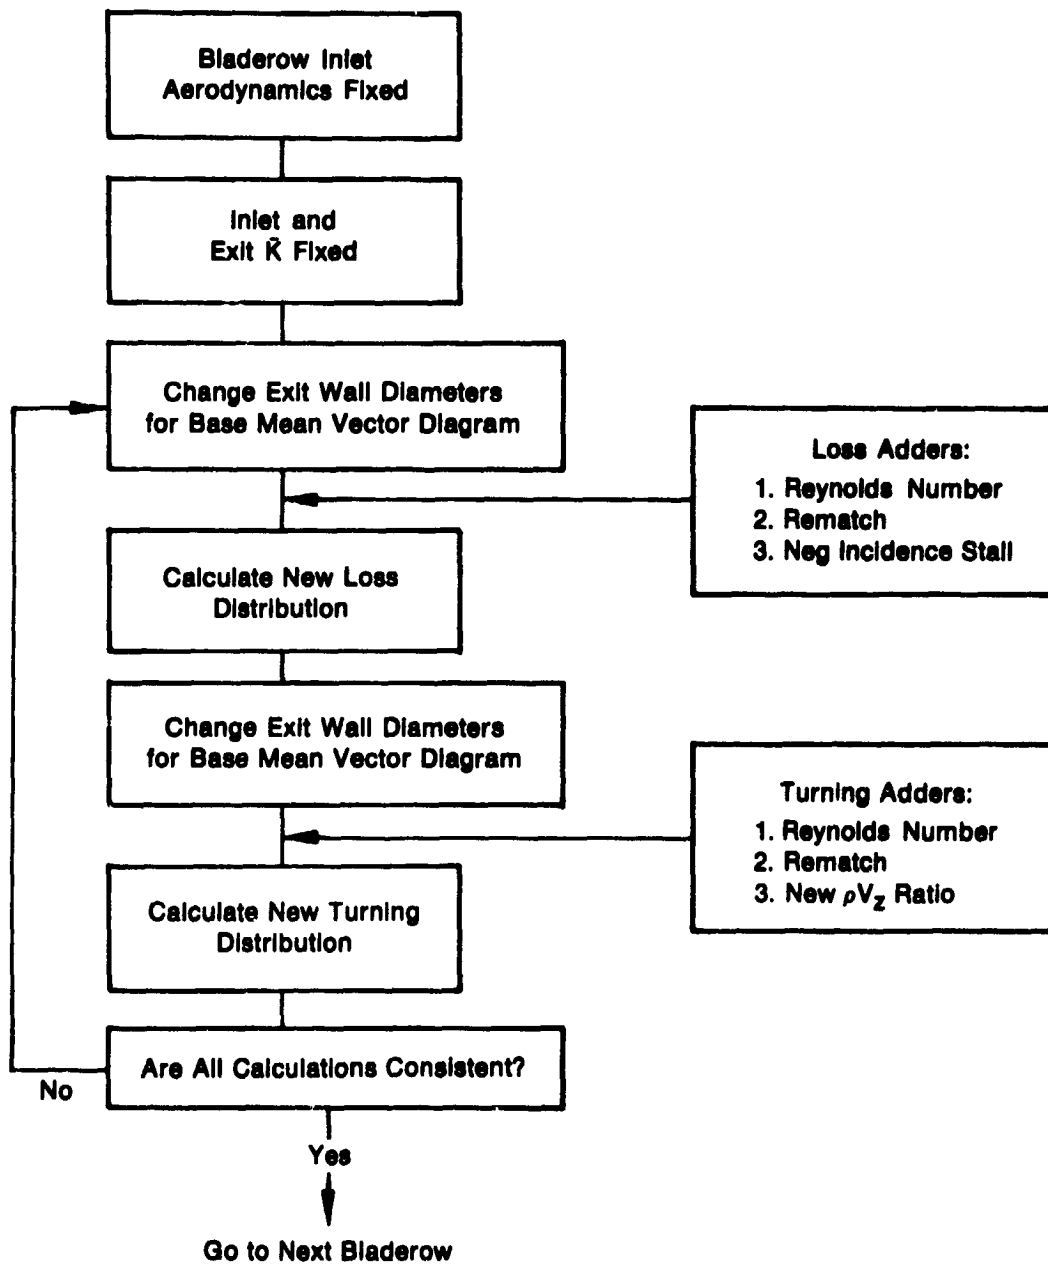 Bladerow Inlet
Aerodynamics Fixed
Inlet and
Exit K̃ Fixed
Change Exit Wall Diameters
for Base Mean Vector Diagram
Loss Adders:
1. Reynolds Number
2. Rematch
3. Neg Incidence Stall
Calculate New Loss
Distribution
Change Exit Wall Diameters
for Base Mean Vector Diagram
Turning Adders:
1. Reynolds Number
2. Rematch
3. New ρVz Ratio
Calculate New Turning
Distribution
Are All Calculations Consistent?
No
Yes
Go to Next Bladerow